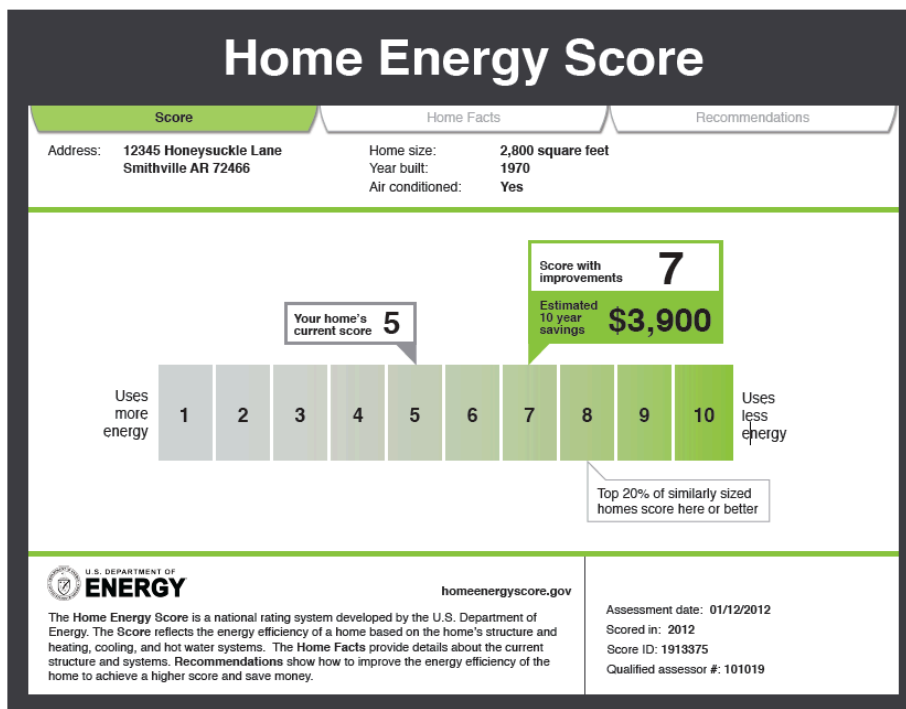 Home Energy Score
Score
Home Facts
Recommendations
Address: 12345 Honeysuckle Lane
Smithville AR 72466
Home size: 2,800 square feet
Year built: 1970
Air conditioned: Yes
Score with
improvements 7
Estimated
10 year
savings $3,900
Your home's
current score 5
Uses
more
energy
1 2 3 4 5 6 7 8 9 10
Uses
less
energy
Top 20% of similarly sized
homes score here or better
U.S. DEPARTMENT OF
ENERGY
homeenergyscore.gov
The Home Energy Score is a national rating system developed by the U.S. Department of
Energy. The Score reflects the energy efficiency of a home based on the home's structure and
heating, cooling, and hot water systems. The Home Facts provide details about the current
structure and systems. Recommendations show how to improve the energy efficiency of the
home to achieve a higher score and save money.
Assessment date: 01/12/2012
Scored in: 2012
Score ID: 1913375
Qualified assessor #: 101019